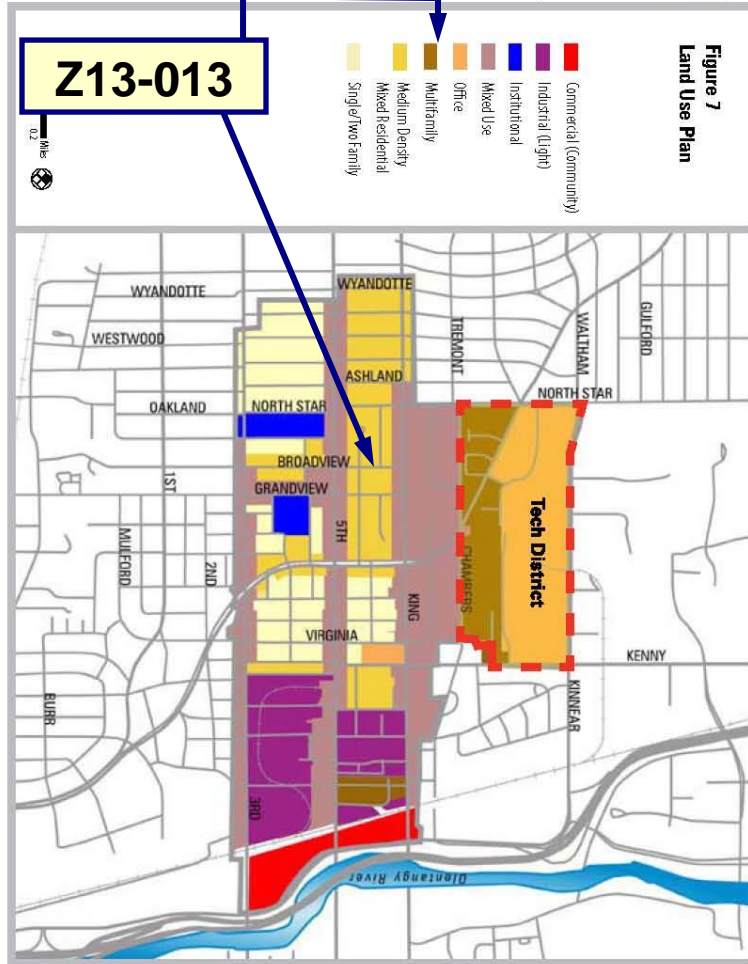 Z13-013
Figure 7
Land Use Plan
Commercial (Community)
Industrial (Light)
Institutional
Mixed Use
Office
Multifamily
Medium Density
Mixed Residential
Single/Two Family
Miles
0.2
WYANDOTTE
WYANDOTTE
WESTWOOD
TREMONT
WALTHAM
GULFORD
ASHLAND
NORTH STAR
OAKLAND
NORTH STAR
BROADVIEW
1ST
GRANDVIEW
Tech District
5TH
MULFORD
2ND
CHAMBERS
KING
VIRGINIA
KENNY
BURR
KINNEAR
3RD
Olentangy River